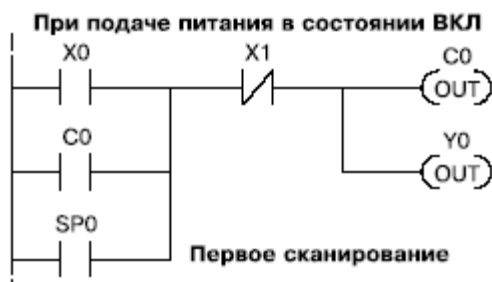 При подаче питания в состоянии ВКЛ
X0 X1 C0
OUT
C0 Y0
OUT
SP0
Первое сканирование